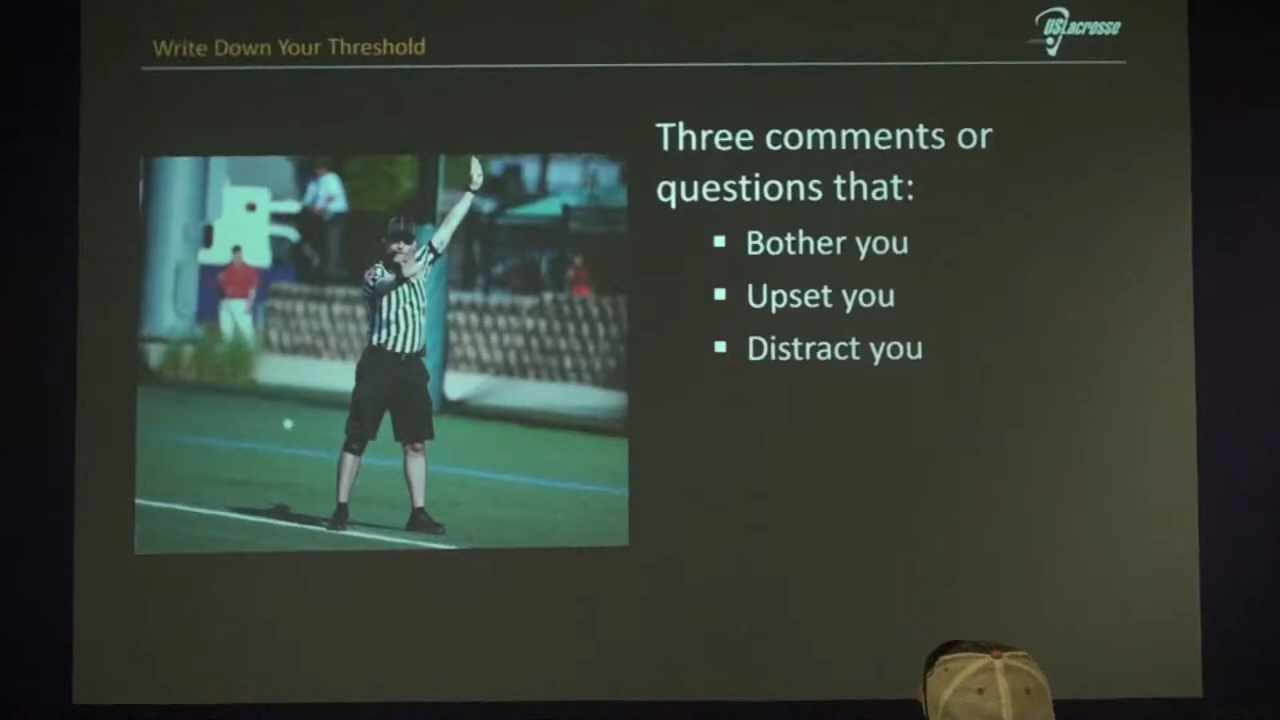 Write Down Your Threshold
USLacrosse
Three comments or
questions that:
▪ Bother you
▪ Upset you
▪ Distract you